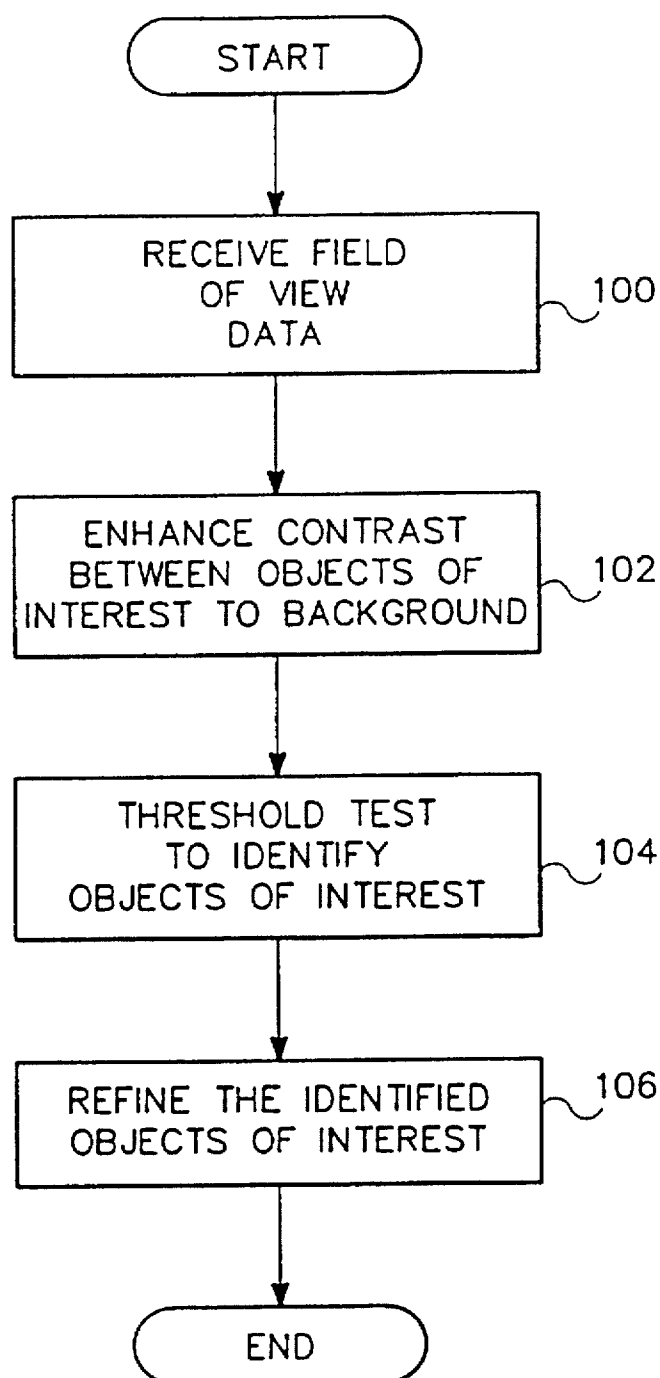 START
RECEIVE FIELD
OF VIEW
DATA
100
ENHANCE CONTRAST
BETWEEN OBJECTS OF
INTEREST TO BACKGROUND
102
THRESHOLD TEST
TO IDENTIFY
OBJECTS OF INTEREST
104
REFINE THE IDENTIFIED
OBJECTS OF INTEREST
106
END